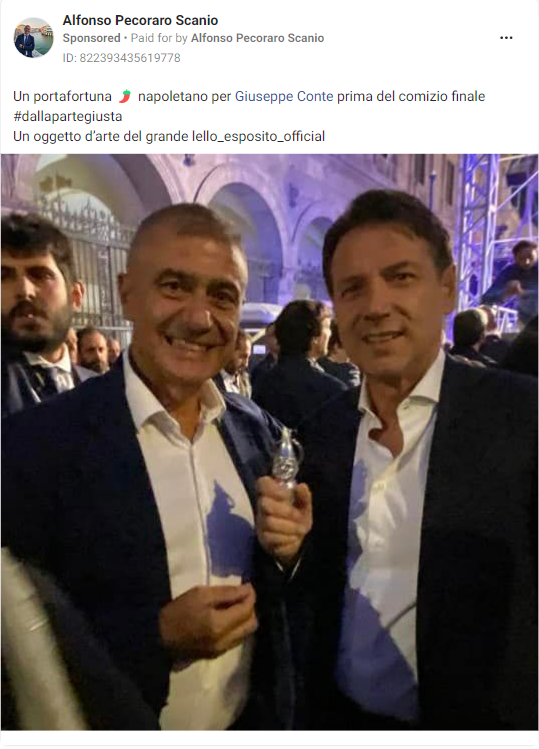 Alfonso Pecoraro Scanio
Sponsored • Paid for by Alfonso Pecoraro Scanio
ID: 822393435619778
Un portafortuna 🌶️ napoletano per Giuseppe Conte prima del comizio finale
#dallapartegiusta
Un oggetto d’arte del grande lello_esposito_official